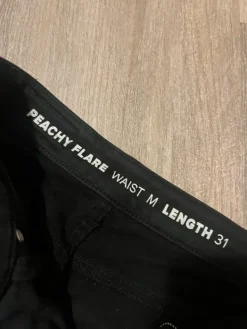 PEACHY FLARE WAIST M LENGTH 31